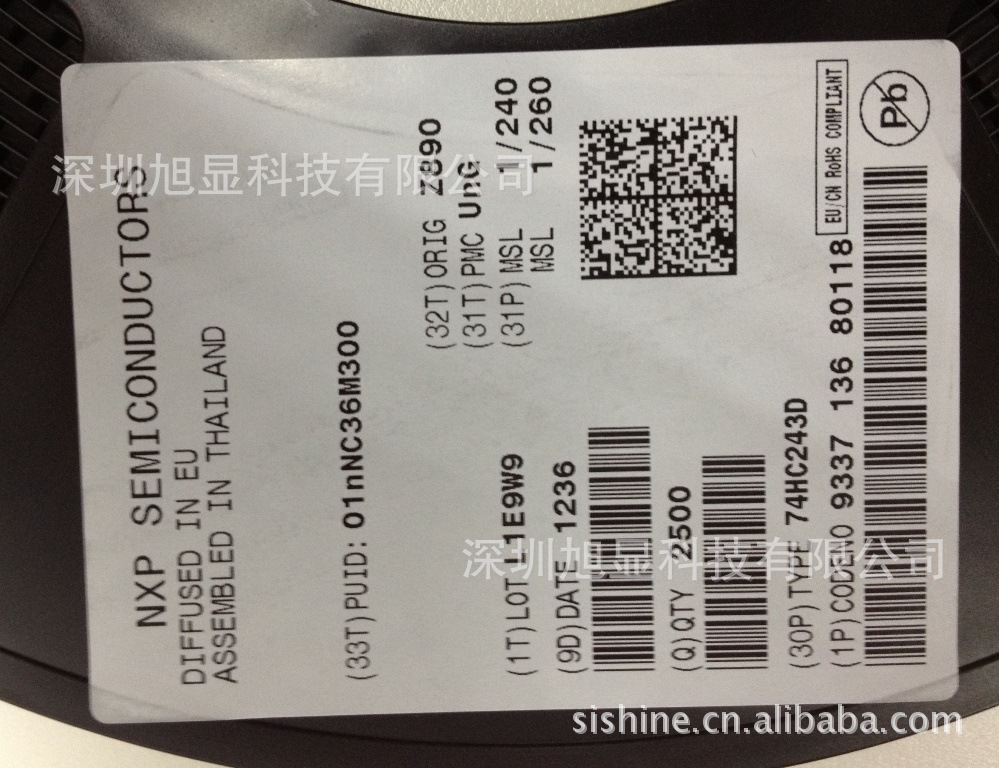 NXP SEMICONDUCTORS
DIFFUSED IN EU
ASSEMBLED IN THAILAND
(33T)PUID: 01nNC36M300
(32T)ORIG Z890
(31T)PMC UnG
(31P)MSL 1/240
MSL 1/260
(1T)LOT L1E9W9
(9D)DATE 1236
(Q)QTY 2500
(30P)TYPE 74HC243D
(1P)CODENO 9337 136 80118
EU/CN RoHS COMPLIANT
Pb
深圳旭显科技有限公司
深圳旭显科技有限公司
sishine.cn.alibaba.com